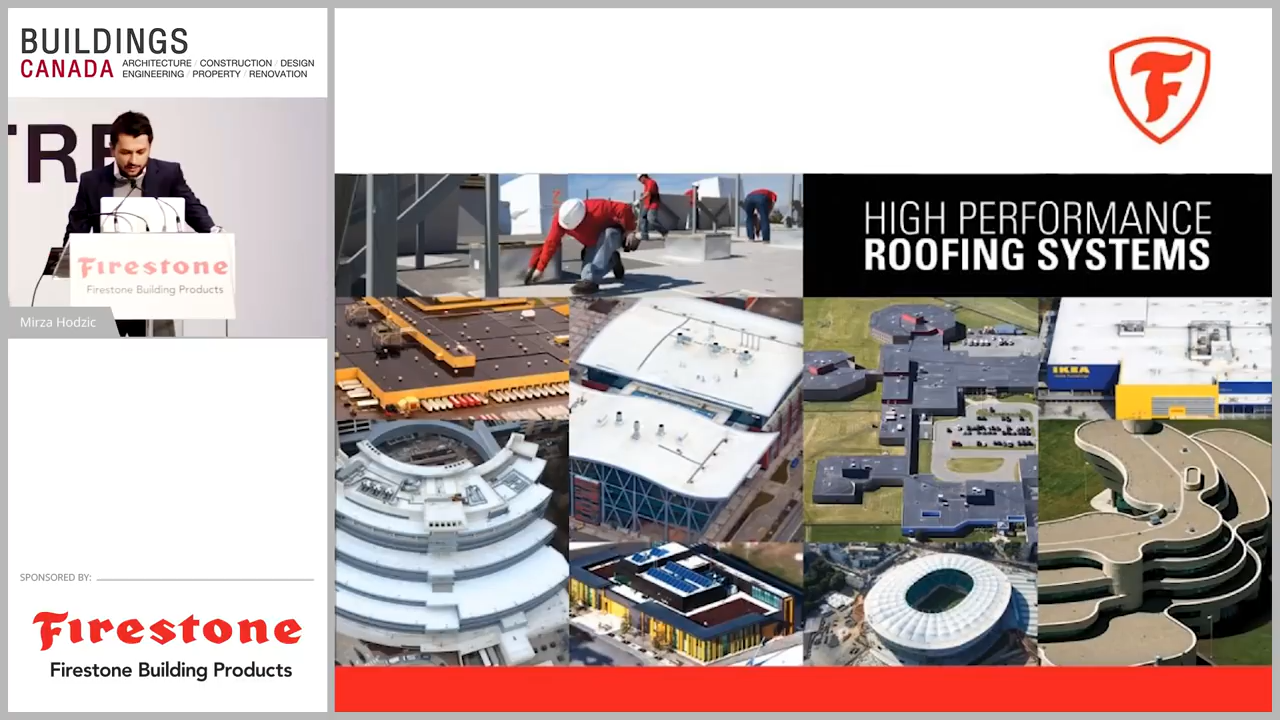 BUILDINGS
CANADA
ARCHITECTURE / CONSTRUCTION / DESIGN
ENGINEERING / PROPERTY / RENOVATION
TRE
Firestone
Firestone Building Products
Mirza Hodzic
SPONSORED BY:
Firestone
Firestone Building Products
F
HIGH PERFORMANCE
ROOFING SYSTEMS
IKEA